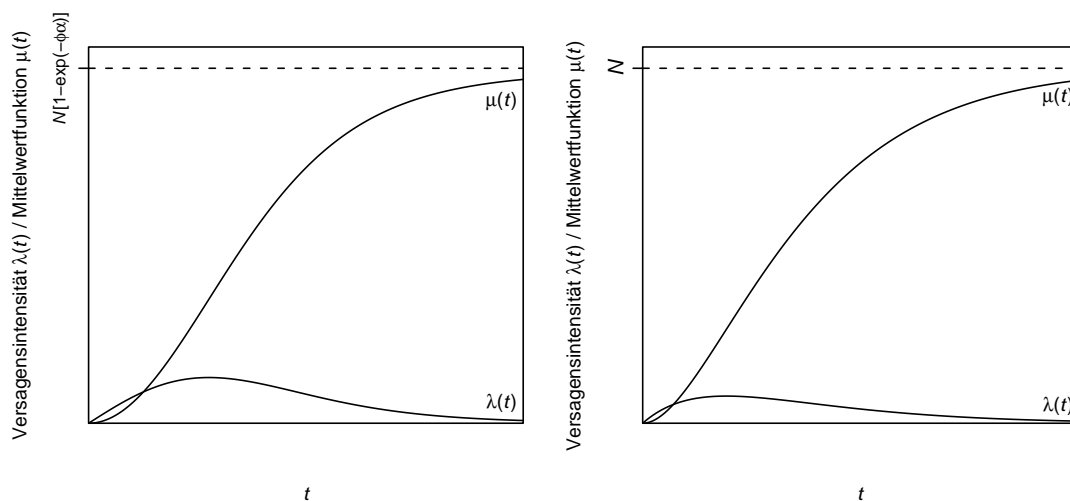 Versagensintensität λ(t) / Mittelwertfunktion μ(t)
N[1−exp(−ϕα)]
μ(t)
λ(t)
t
Versagensintensität λ(t) / Mittelwertfunktion μ(t)
N
μ(t)
λ(t)
t